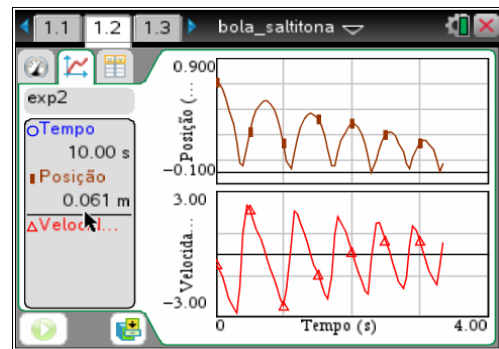 1.1 1.2 1.3 bola_saltitona
exp2
Tempo
10.00 s
Posição
0.061 m
Velocid...
0.900
Posição (...
-0.100
3.00
Velocida...
-3.00
0 Tempo (s) 4.00